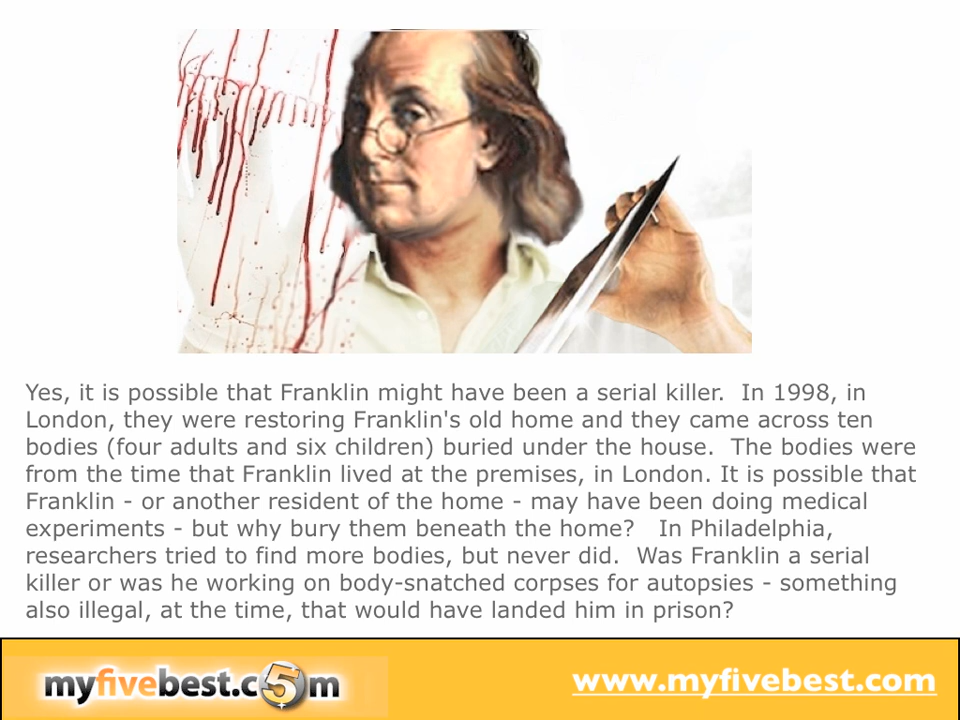 Yes, it is possible that Franklin might have been a serial killer.  In 1998, in
London, they were restoring Franklin's old home and they came across ten
bodies (four adults and six children) buried under the house.  The bodies were
from the time that Franklin lived at the premises, in London. It is possible that
Franklin - or another resident of the home - may have been doing medical
experiments - but why bury them beneath the home?   In Philadelphia,
researchers tried to find more bodies, but never did.  Was Franklin a serial
killer or was he working on body-snatched corpses for autopsies - something
also illegal, at the time, that would have landed him in prison?
myfivebest.c5m
www.myfivebest.com